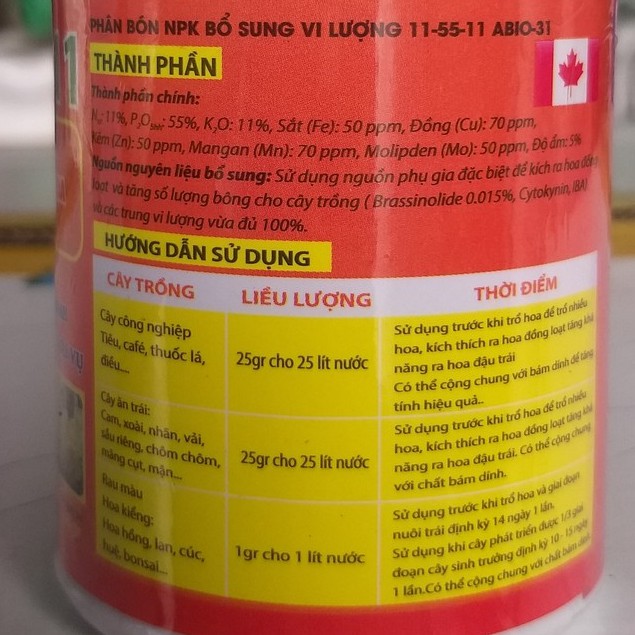 PHÂN BÓN NPK BỔ SUNG VI LƯỢNG 11-55-11 ABIO-31
THÀNH PHẦN
Thành phần chính:
11%, 55%, K₂O: 11%, Sắt (Fe): 50 ppm, Đồng (Cu): 70 ppm,
Kẽm (Zn): 50 ppm, Mangan (Mn): 70 ppm, Molipden (Mo): 50 ppm, Độ ẩm: 5%
Nguồn nguyên liệu bổ sung: Sử dụng nguồn phụ gia đặc biệt để kích ra hoa đồng
loạt và tăng số lượng bông cho cây trồng ( Brassinolide 0.015%, Cytokynin, IBA)
và các trung vi lượng vừa đủ 100%.
HƯỚNG DẪN SỬ DỤNG
CÂY TRỒNG
LIỀU LƯỢNG
THỜI ĐIỂM
Cây công nghiệp
Tiêu, café, thuốc lá,
điều....
25gr cho 25 lít nước
Sử dụng trước khi trổ hoa để trổ nhiều
hoa, kích thích ra hoa đồng loạt tăng khả
năng ra hoa đậu trái
Có thể cộng chung với bám dính để tăng
tính hiệu quả..
Cây ăn trái:
Cam, xoài, nhãn, vải,
sầu riêng, chôm chôm,
măng cụt, mận...
25gr cho 25 lít nước
Sử dụng trước khi trổ hoa để trổ nhiều
hoa, kích thích ra hoa đồng loạt tăng khả
năng ra hoa đậu trái. Có thể cộng chung
với chất bám dính.
Rau màu
Hoa kiểng:
Hoa hồng, lan, cúc,
huệ, bonsai...
1gr cho 1 lít nước
Sử dụng trước khi trổ hoa và giai đoạn
nuôi trái định kỳ 14 ngày 1 lần.
Sử dụng khi cây phát triển được 1/3 giai
đoạn cây sinh trưởng định kỳ 10 - 15 ngày
1 lần.Có thể cộng chung với chất bám dính.
11
VỤ